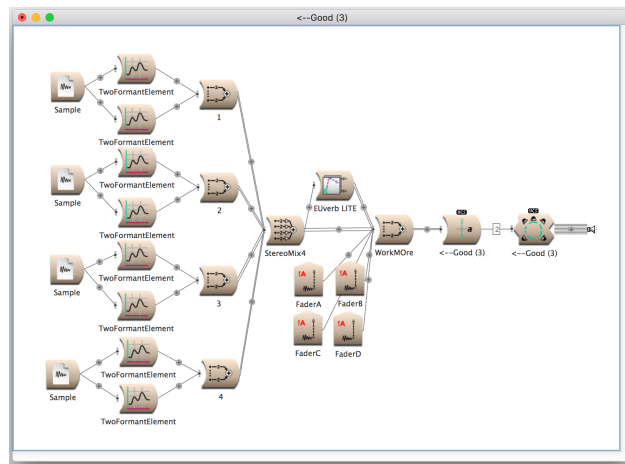 <--Good (3)
TwoFormantElement
Sample
1
TwoFormantElement
TwoFormantElement
Sample
2
TwoFormantElement
EUverb LITE
StereoMix4
WorkMOre
2
<--Good (3)
<--Good (3)
TwoFormantElement
Sample
3
TwoFormantElement
!A
FaderA
!A
FaderB
!A
FaderC
!A
FaderD
TwoFormantElement
Sample
4
TwoFormantElement